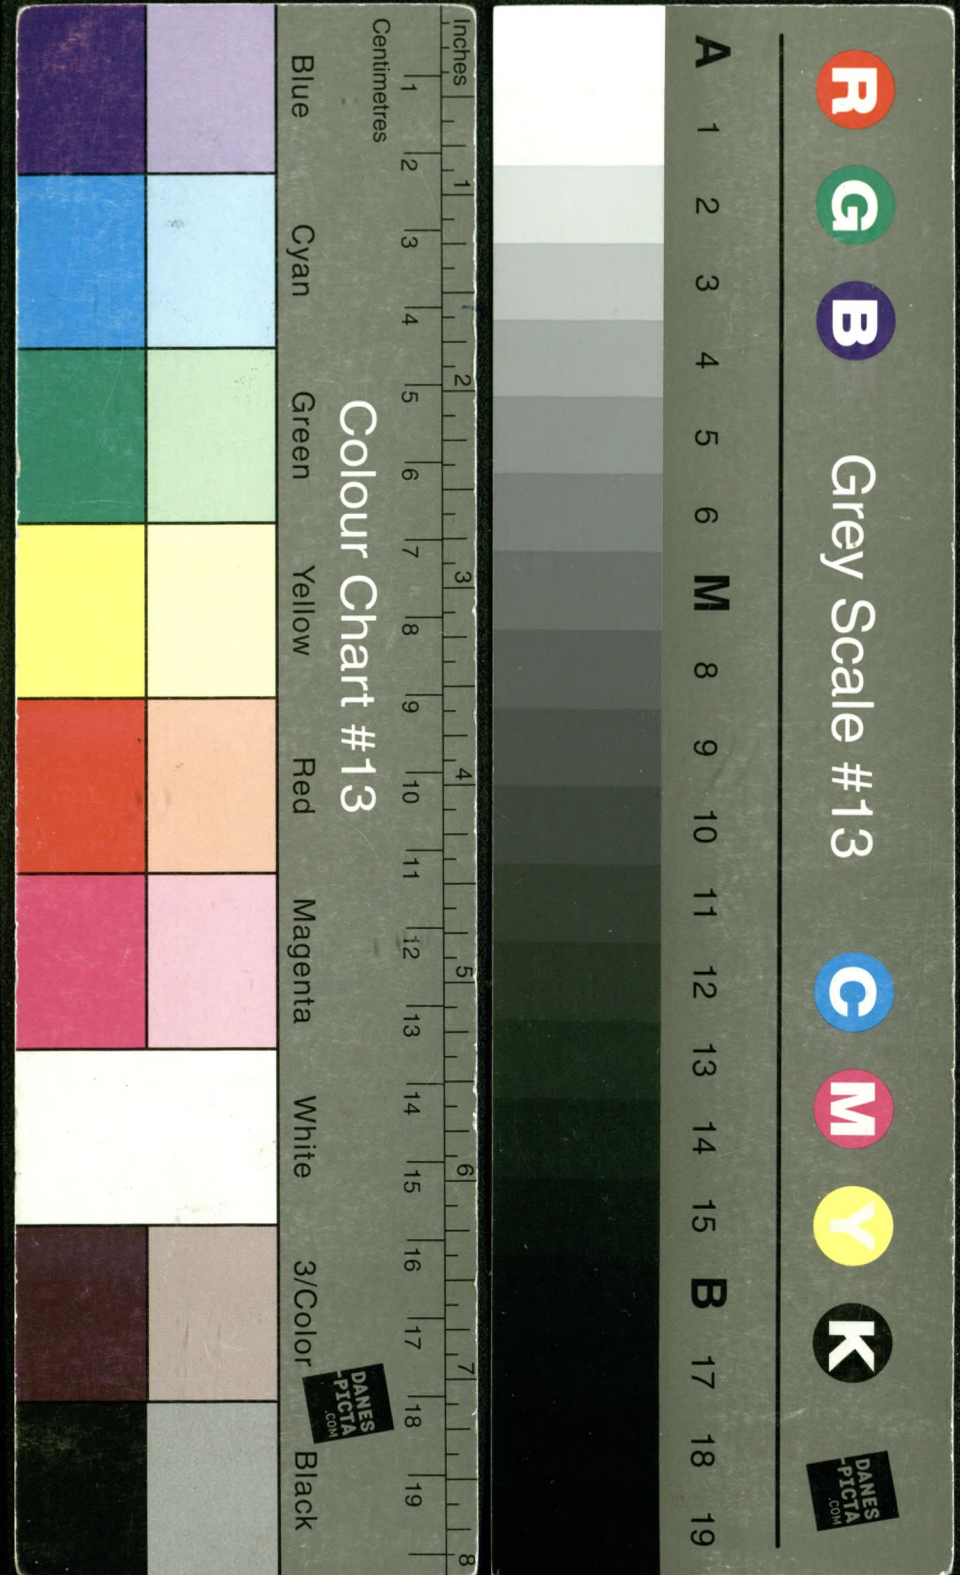 Inches
1 2 3 4 5 6 7 8
Centimetres
1 2 3 4 5 6 7 8 9 10 11 12 13 14 15 16 17 18 19
Colour Chart #13
Blue Cyan Green Yellow Red Magenta White 3/Color Black
DANES
-PICTA
.COM
R G B Grey Scale #13 C M Y K
DANES
-PICTA
.COM
A 1 2 3 4 5 6 M 8 9 10 11 12 13 14 15 B 17 18 19